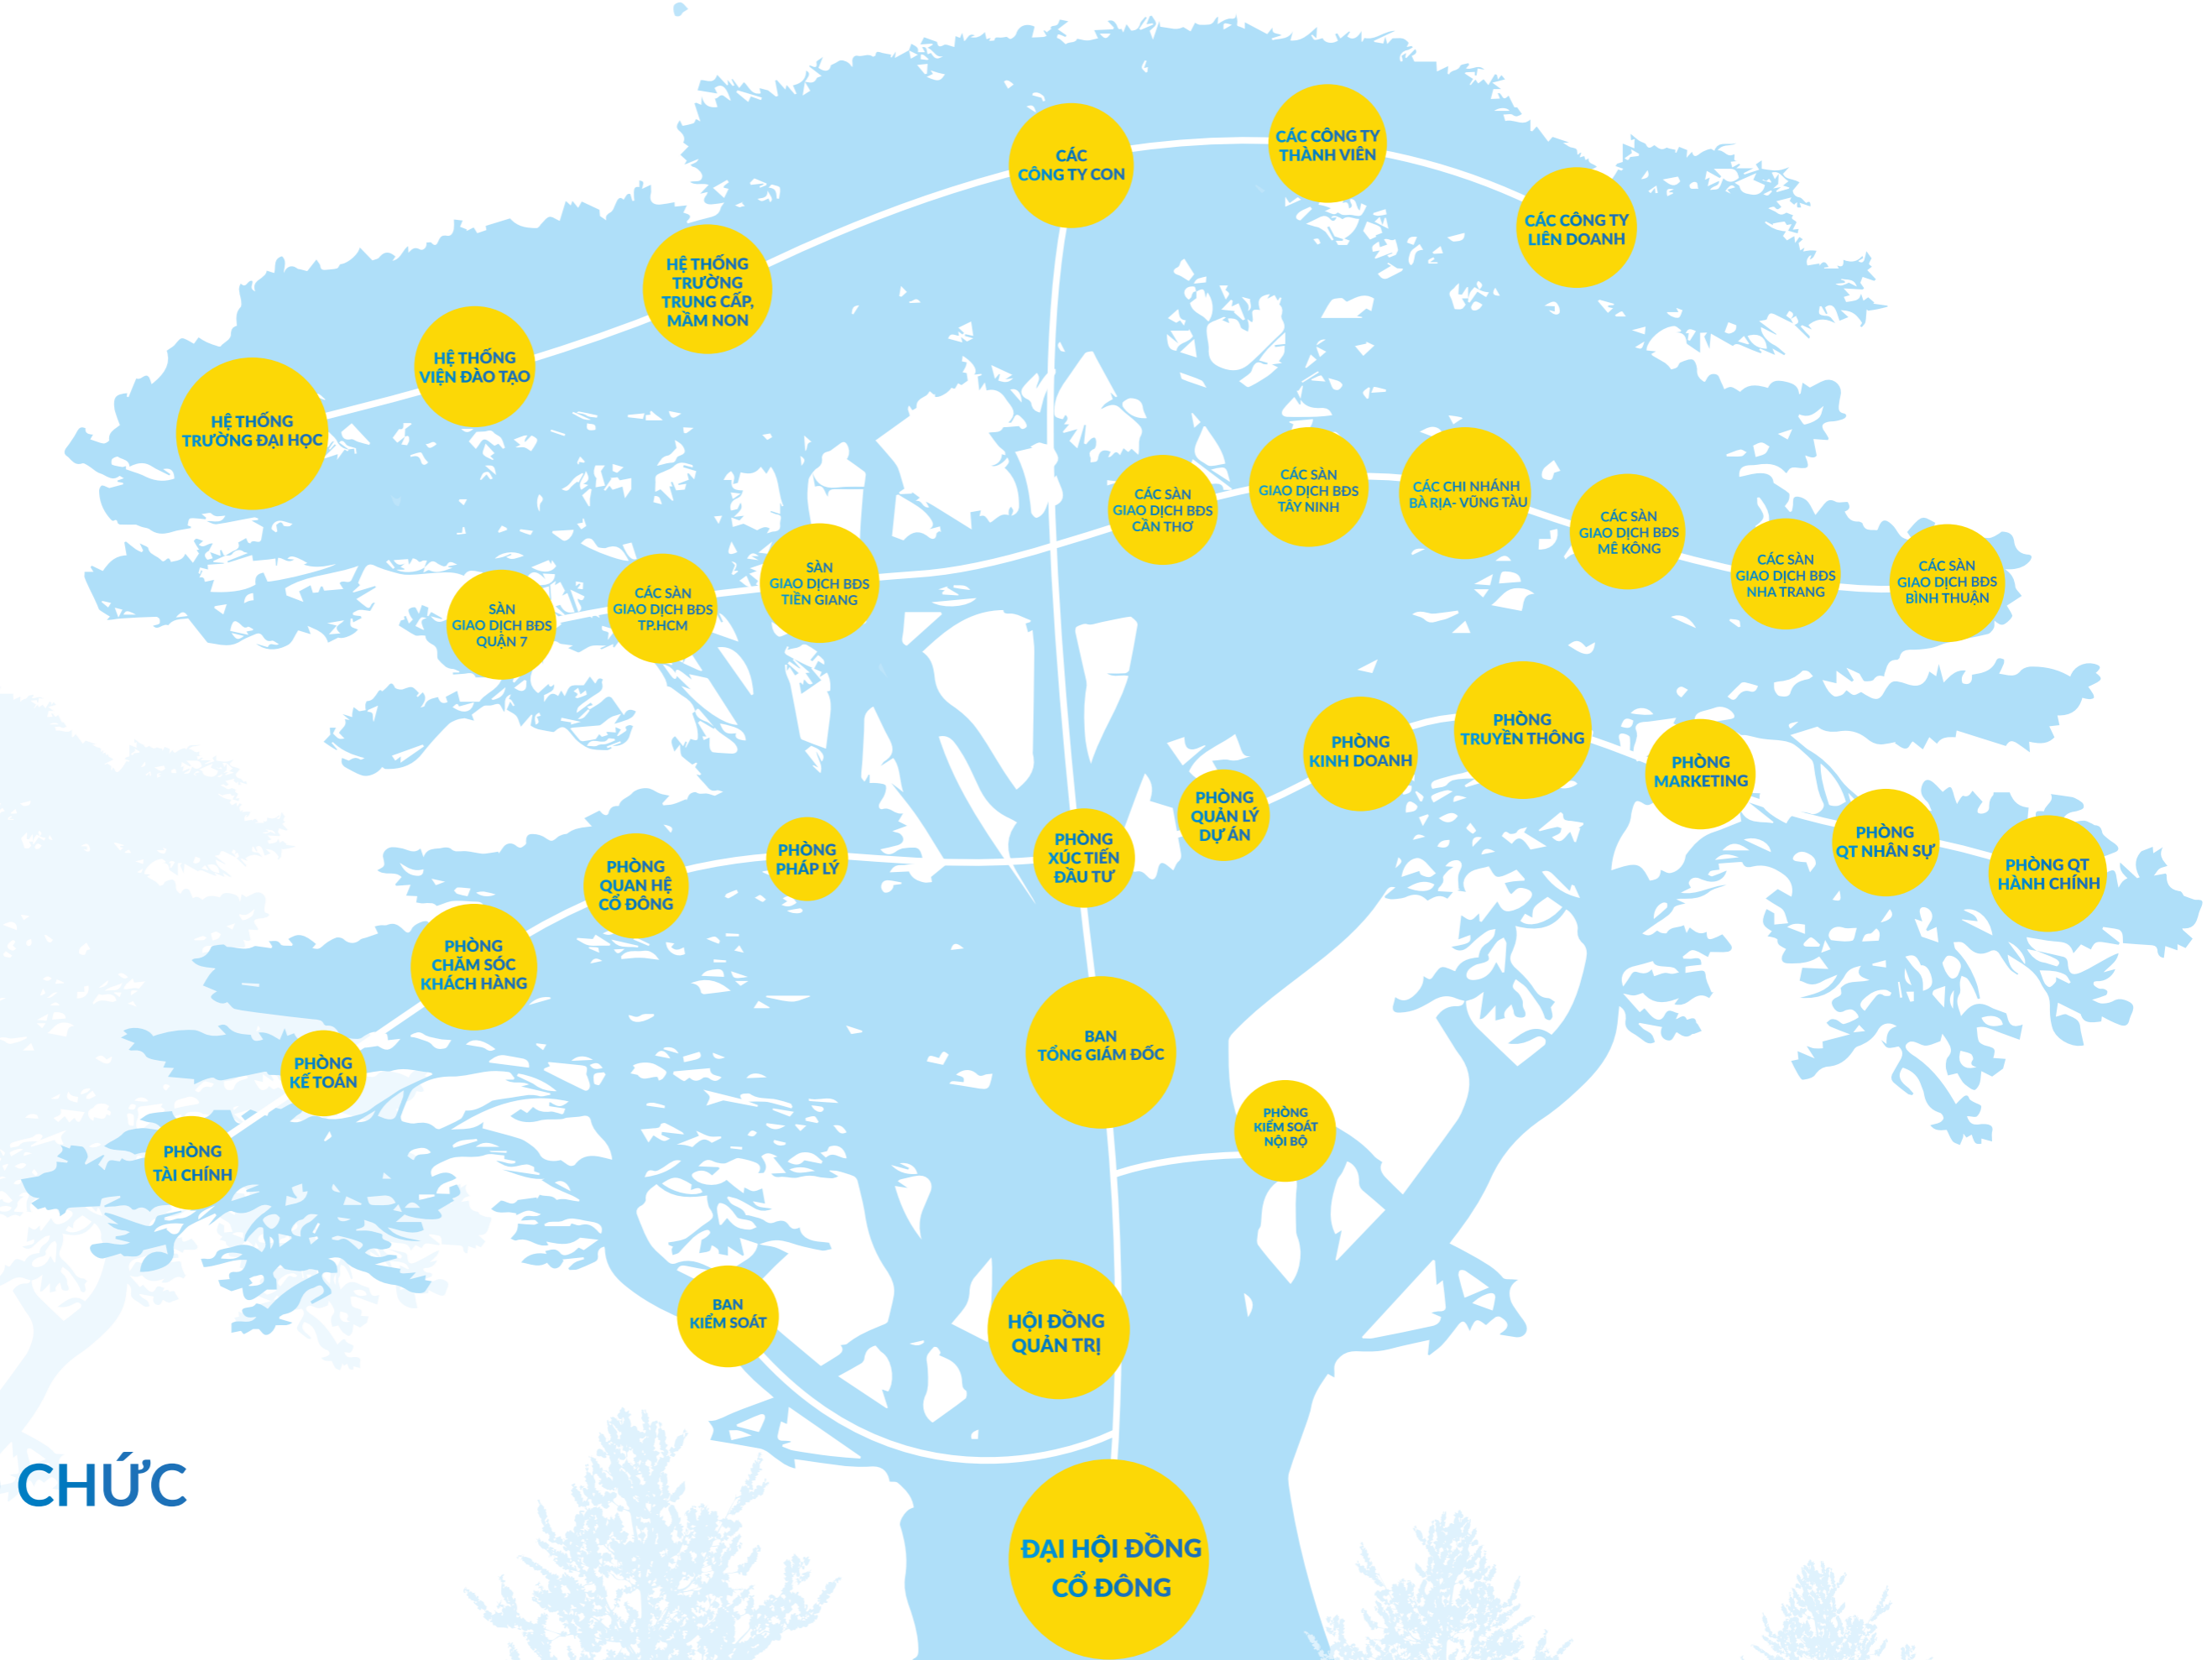 CÁC
CÔNG TY CON
CÁC CÔNG TY
THÀNH VIÊN
CÁC CÔNG TY
LIÊN DOANH
HỆ THỐNG
TRƯỜNG
TRUNG CẤP,
MẦM NON
HỆ THỐNG
VIỆN ĐÀO TẠO
HỆ THỐNG
TRƯỜNG ĐẠI HỌC
SÀN
GIAO DỊCH BĐS
QUẬN 7
CÁC SÀN
GIAO DỊCH BĐS
TP.HCM
SÀN
GIAO DỊCH BĐS
TIỀN GIANG
CÁC SÀN
GIAO DỊCH BĐS
CẦN THƠ
CÁC SÀN
GIAO DỊCH BĐS
TÂY NINH
CÁC CHI NHÁNH
BÀ RỊA- VŨNG TÀU
CÁC SÀN
GIAO DỊCH BĐS
MÊ KÔNG
CÁC SÀN
GIAO DỊCH BĐS
NHA TRANG
CÁC SÀN
GIAO DỊCH BĐS
BÌNH THUẬN
PHÒNG
TÀI CHÍNH
PHÒNG
KẾ TOÁN
PHÒNG
CHĂM SÓC
KHÁCH HÀNG
PHÒNG
QUAN HỆ
CỔ ĐÔNG
PHÒNG
PHÁP LÝ
PHÒNG
XÚC TIẾN
ĐẦU TƯ
PHÒNG
QUẢN LÝ
DỰ ÁN
PHÒNG
KINH DOANH
PHÒNG
TRUYỀN THÔNG
PHÒNG
MARKETING
PHÒNG
QT NHÂN SỰ
PHÒNG QT
HÀNH CHÍNH
BAN
TỔNG GIÁM ĐỐC
PHÒNG
KIỂM SOÁT
NỘI BỘ
BAN
KIỂM SOÁT
HỘI ĐỒNG
QUẢN TRỊ
CHỨC
ĐẠI HỘI ĐỒNG
CỔ ĐÔNG